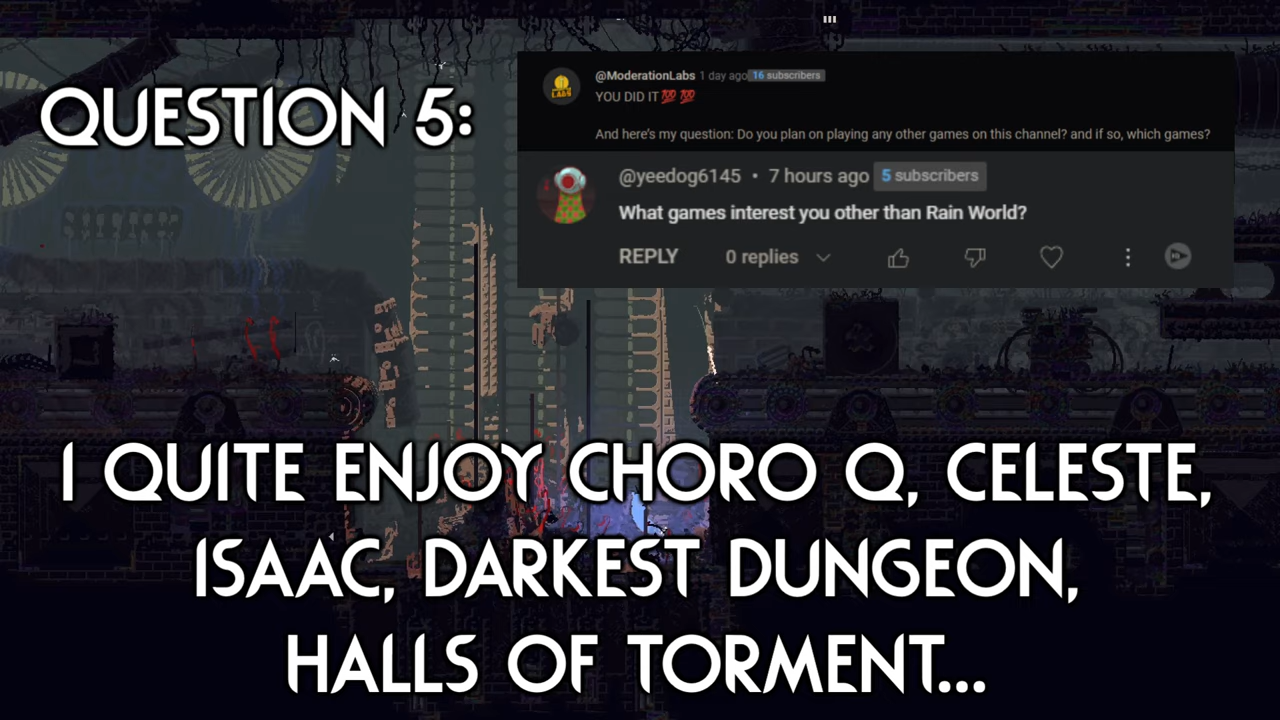 QUESTION 5:
@ModerationLabs 1 day ago 16 subscribers
YOU DID IT 💯 💯
And here's my question: Do you plan on playing any other games on this channel? and if so, which games?
@yeedog6145 • 7 hours ago 5 subscribers
What games interest you other than Rain World?
REPLY 0 replies
I QUITE ENJOY CHORO Q, CELESTE,
ISAAC, DARKEST DUNGEON,
HALLS OF TORMENT...